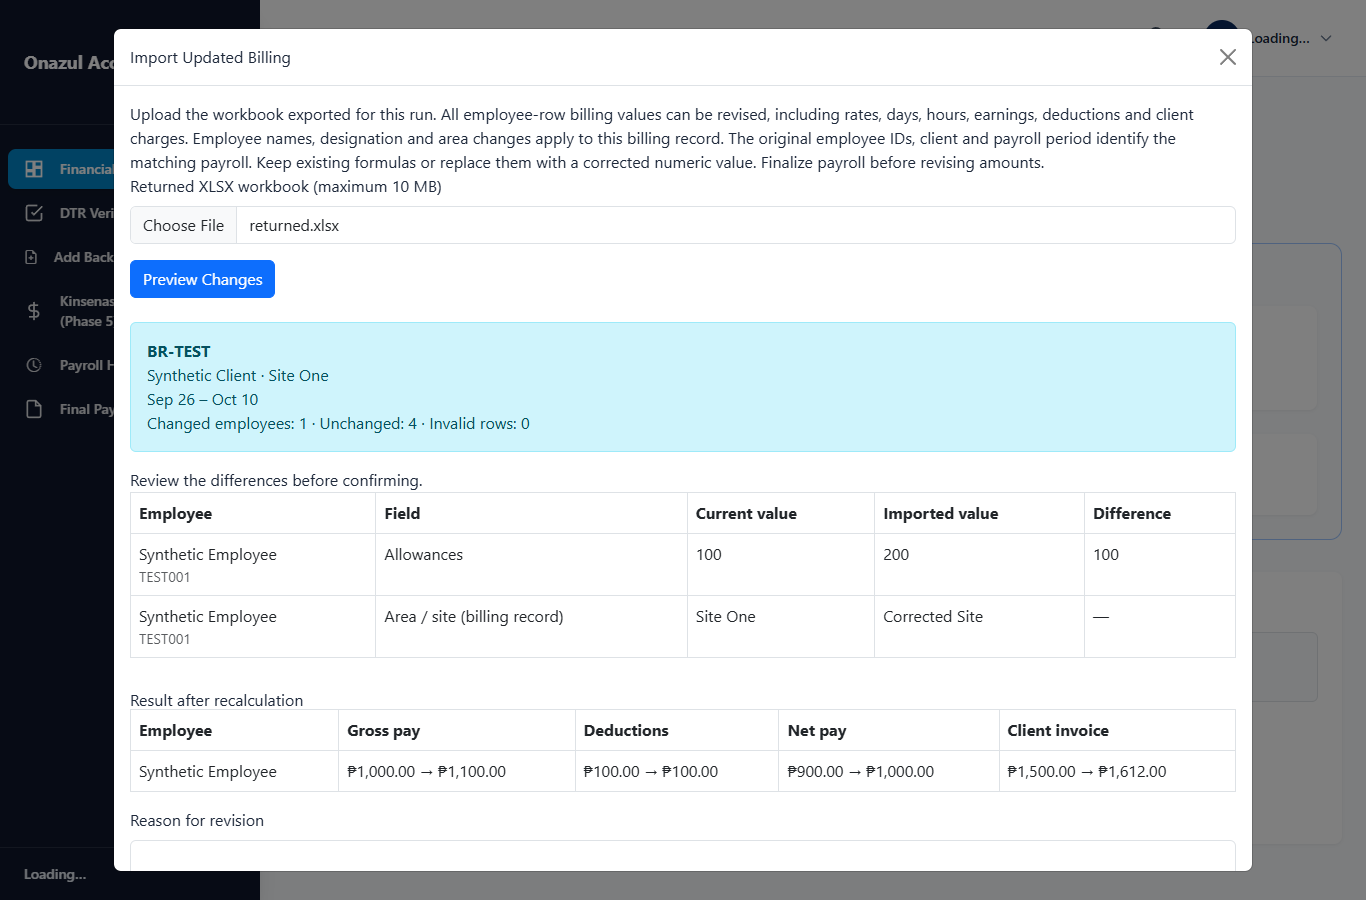 Import Updated Billing
Loading...
Onazul Acc
Upload the workbook exported for this run. All employee-row billing values can be revised, including rates, days, hours, earnings, deductions and client
charges. Employee names, designation and area changes apply to this billing record. The original employee IDs, client and payroll period identify the
matching payroll. Keep existing formulas or replace them with a corrected numeric value. Finalize payroll before revising amounts.
Returned XLSX workbook (maximum 10 MB)
Choose File returned.xlsx
Preview Changes
Financial
DTR Veri
Add Back
Kinsenas
(Phase 5
Payroll H
Final Pay
BR-TEST
Synthetic Client · Site One
Sep 26 – Oct 10
Changed employees: 1 · Unchanged: 4 · Invalid rows: 0
Review the differences before confirming.
Employee Field Current value Imported value Difference
Synthetic Employee Allowances 100 200 100
TEST001
Synthetic Employee Area / site (billing record) Site One Corrected Site —
TEST001
Result after recalculation
Employee Gross pay Deductions Net pay Client invoice
Synthetic Employee ₱1,000.00 → ₱1,100.00 ₱100.00 → ₱100.00 ₱900.00 → ₱1,000.00 ₱1,500.00 → ₱1,612.00
Reason for revision
Loading...